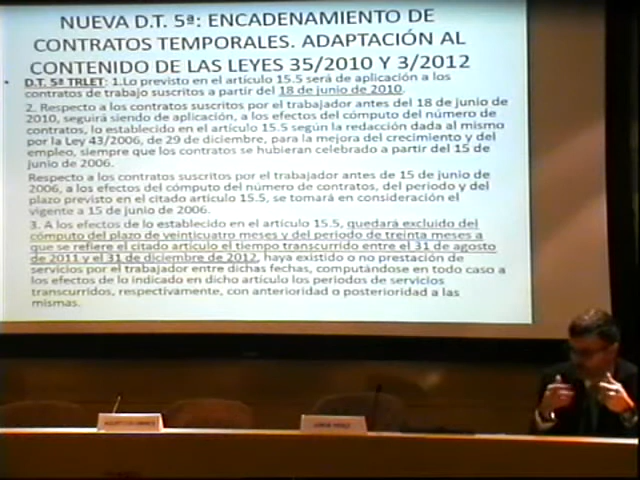 NUEVA D.T. 5ª: ENCADENAMIENTO DE
CONTRATOS TEMPORALES. ADAPTACIÓN AL
CONTENIDO DE LAS LEYES 35/2010 Y 3/2012
• D.T. 5ª TRLET: 1.Lo previsto en el artículo 15.5 será de aplicación a los
contratos de trabajo suscritos a partir del 18 de junio de 2010.
2. Respecto a los contratos suscritos por el trabajador antes del 18 de junio de
2010, seguirá siendo de aplicación, a los efectos del cómputo del número de
contratos, lo establecido en el artículo 15.5 según la redacción dada al mismo
por la Ley 43/2006, de 29 de diciembre, para la mejora del crecimiento y del
empleo, siempre que los contratos se hubieran celebrado a partir del 15 de
junio de 2006.
Respecto a los contratos suscritos por el trabajador antes de 15 de junio de
2006, a los efectos del cómputo del número de contratos, del periodo y del
plazo previsto en el citado artículo 15.5, se tomará en consideración el
vigente a 15 de junio de 2006.
3. A los efectos de lo establecido en el artículo 15.5, quedará excluido del
cómputo del plazo de veinticuatro meses y del periodo de treinta meses a
que se refiere el citado artículo el tiempo transcurrido entre el 31 de agosto
de 2011 y el 31 de diciembre de 2012, haya existido o no prestación de
servicios por el trabajador entre dichas fechas, computándose en todo caso a
los efectos de lo indicado en dicho artículo los periodos de servicios
transcurridos, respectivamente, con anterioridad o posterioridad a las
mismas.